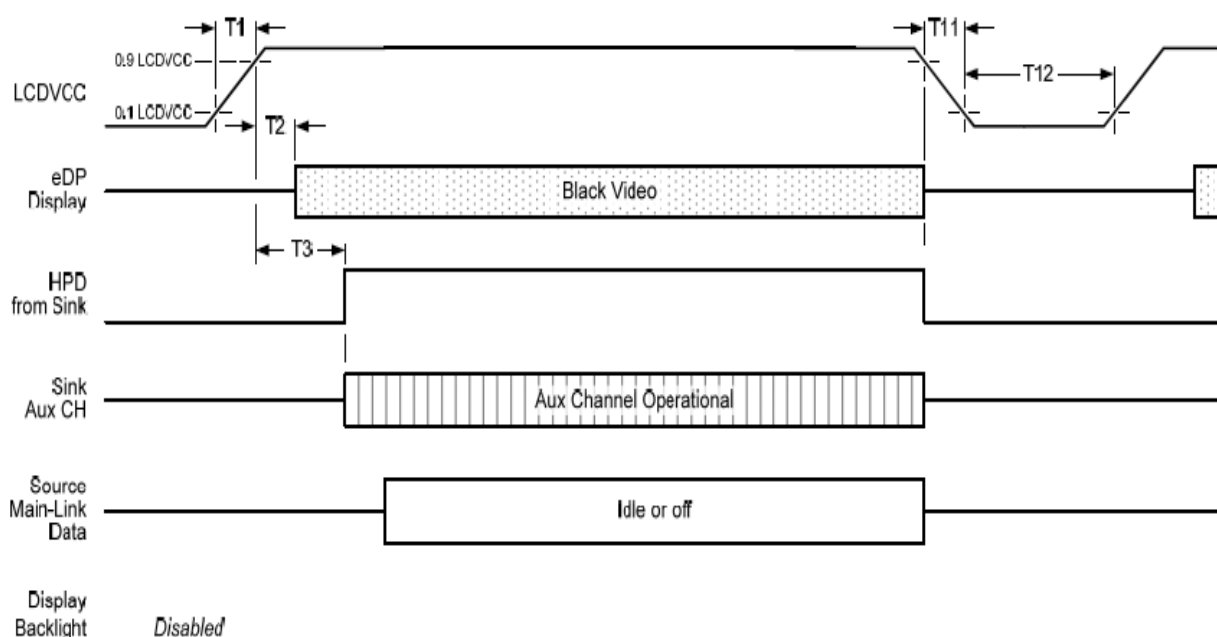 T1
T11
0.9 LCDVCC
T12
LCDVCC
0.1 LCDVCC
T2
eDP
Display
Black Video
T3
HPD
from Sink
Sink
Aux CH
Aux Channel Operational
Source
Main-Link
Data
Idle or off
Display
Backlight
Disabled